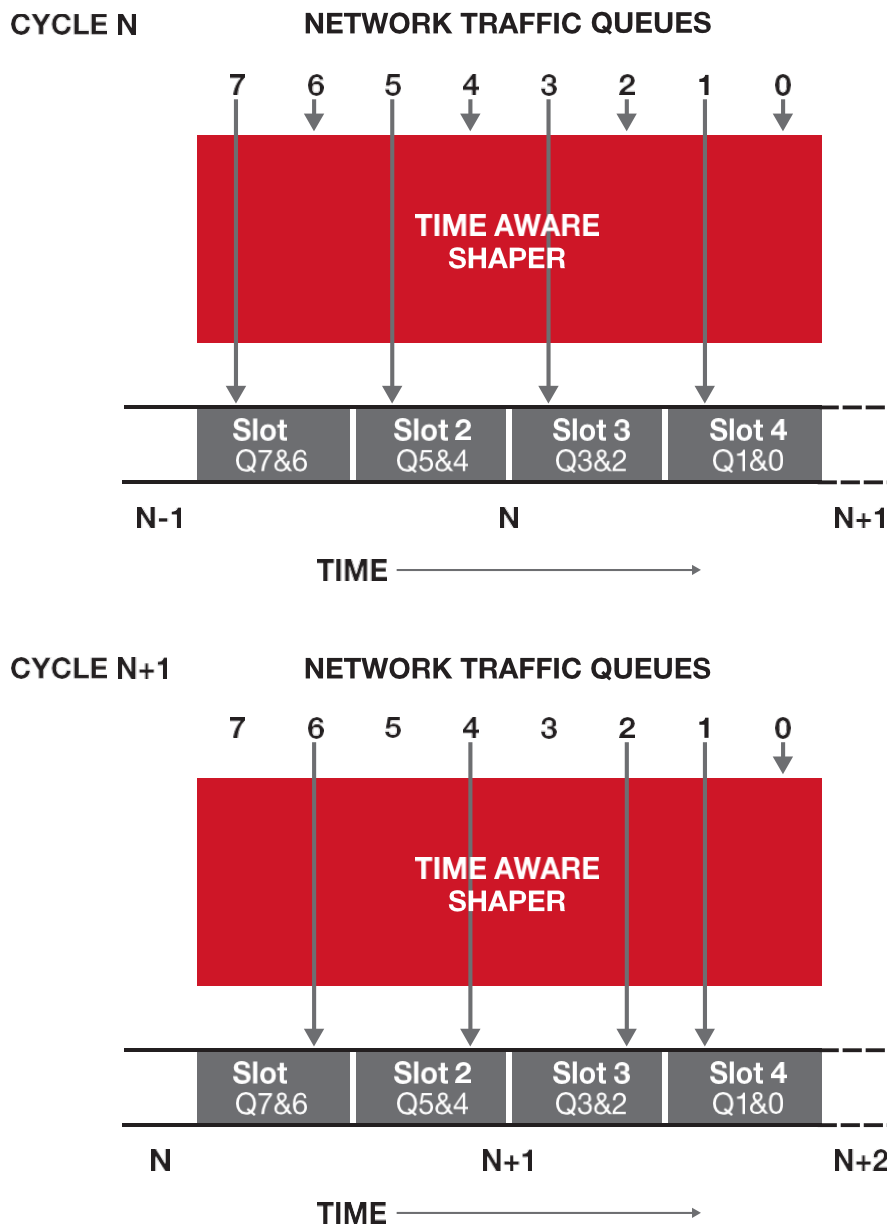 CYCLE N NETWORK TRAFFIC QUEUES
7 6 5 4 3 2 1 0
TIME AWARE
SHAPER
Slot Slot 2 Slot 3 Slot 4
Q7&6 Q5&4 Q3&2 Q1&0
N-1 N N+1
TIME
CYCLE N+1 NETWORK TRAFFIC QUEUES
7 6 5 4 3 2 1 0
TIME AWARE
SHAPER
Slot Slot 2 Slot 3 Slot 4
Q7&6 Q5&4 Q3&2 Q1&0
N N+1 N+2
TIME